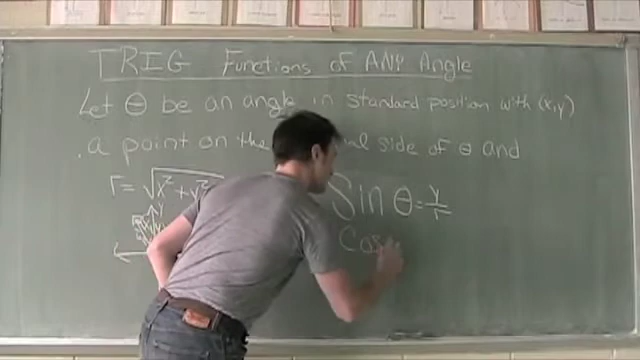 TRIG Functions of ANY Angle
Let θ be an angle in standard position with (x,y)
a point on the al side of θ and
r = √x² + y²
Sin θ = y/r
Cos